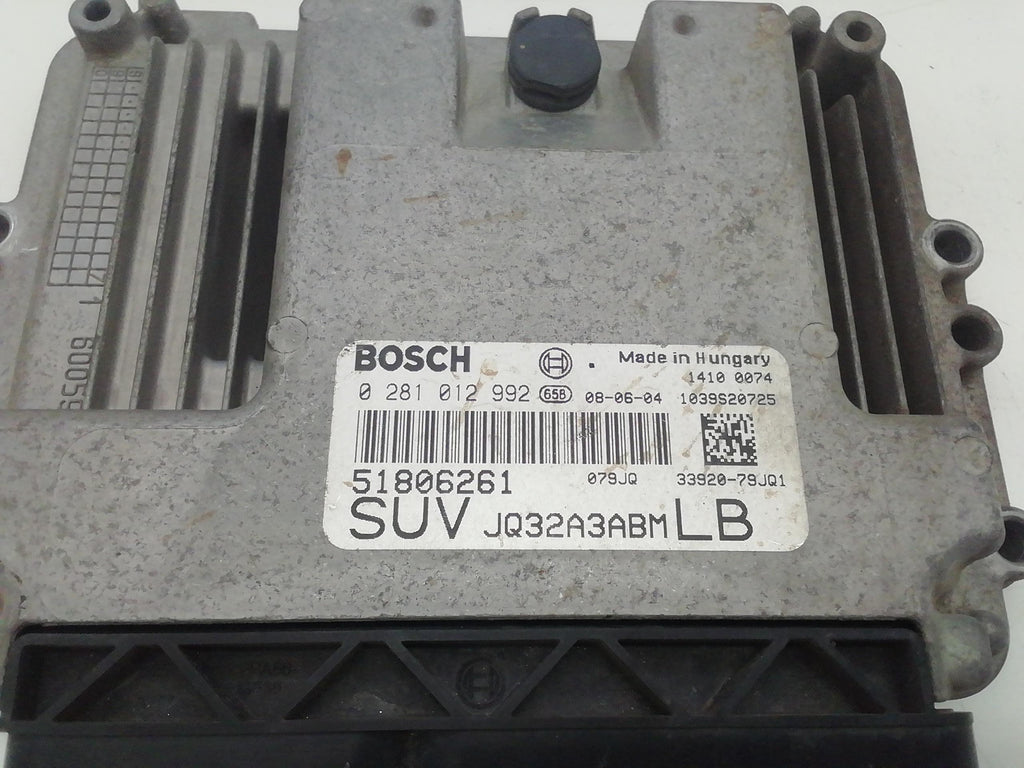 BOSCH Made in Hungary
1410 0074
0 281 012 992 65B 08-06-04 1039S20725
51806261 079JQ 33920-79JQ1
SUV JQ32A3ABM LB